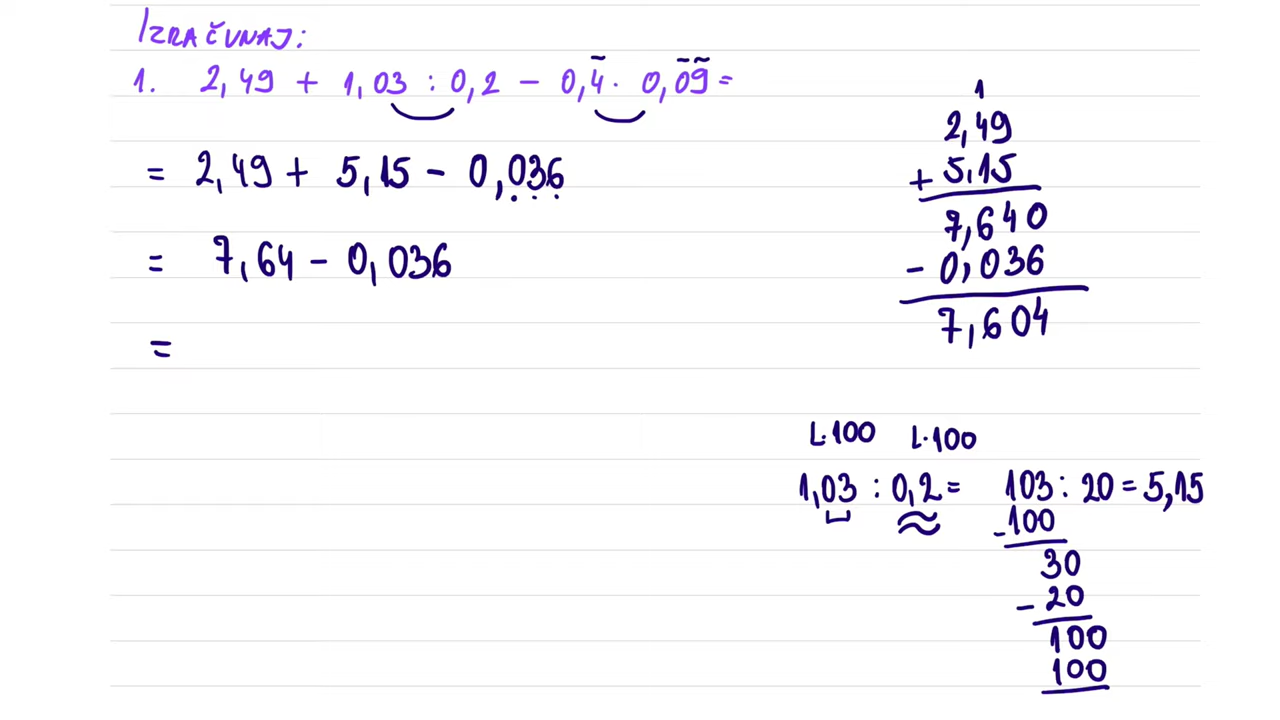 IZRAČUNAJ:
1. 2,49 + 1,03 : 0,2 - 0,4 · 0,09 =
= 2,49 + 5,15 - 0,036
= 7,64 - 0,036
=
1
2,49
+ 5,15
7,640
- 0,036
7,604
L·100 L·100
1,03 : 0,2 = 103 : 20 = 5,15
-100
30
- 20
100
100